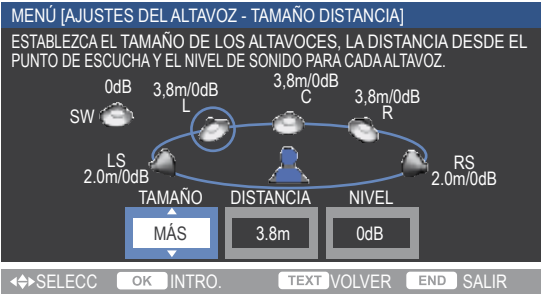 MENÚ [AJUSTES DEL ALTAVOZ - TAMAÑO DISTANCIA]
ESTABLEZCA EL TAMAÑO DE LOS ALTAVOCES, LA DISTANCIA DESDE EL
PUNTO DE ESCUCHA Y EL NIVEL DE SONIDO PARA CADA ALTAVOZ.
0dB
SW
3,8m/0dB
L
3,8m/0dB
C
3,8m/0dB
R
LS
2.0m/0dB
RS
2.0m/0dB
TAMAÑO DISTANCIA NIVEL
MÁS 3.8m 0dB
SELECC OK INTRO. TEXT VOLVER END SALIR